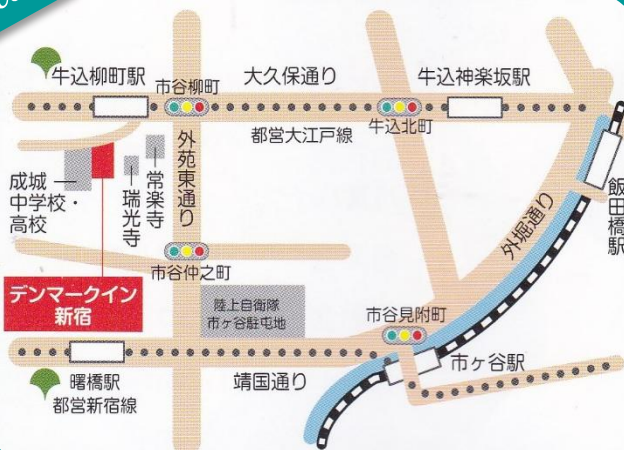 牛込柳町駅
市谷柳町
大久保通り
牛込神楽坂駅
都営大江戸線
牛込北町
外苑東通り
常楽寺
瑞光寺
成城
中学校・
高校
飯田橋駅
外堀通り
市谷仲之町
デンマークイン
新宿
陸上自衛隊
市ヶ谷駐屯地
市谷見附町
市ヶ谷駅
曙橋駅
都営新宿線
靖国通り